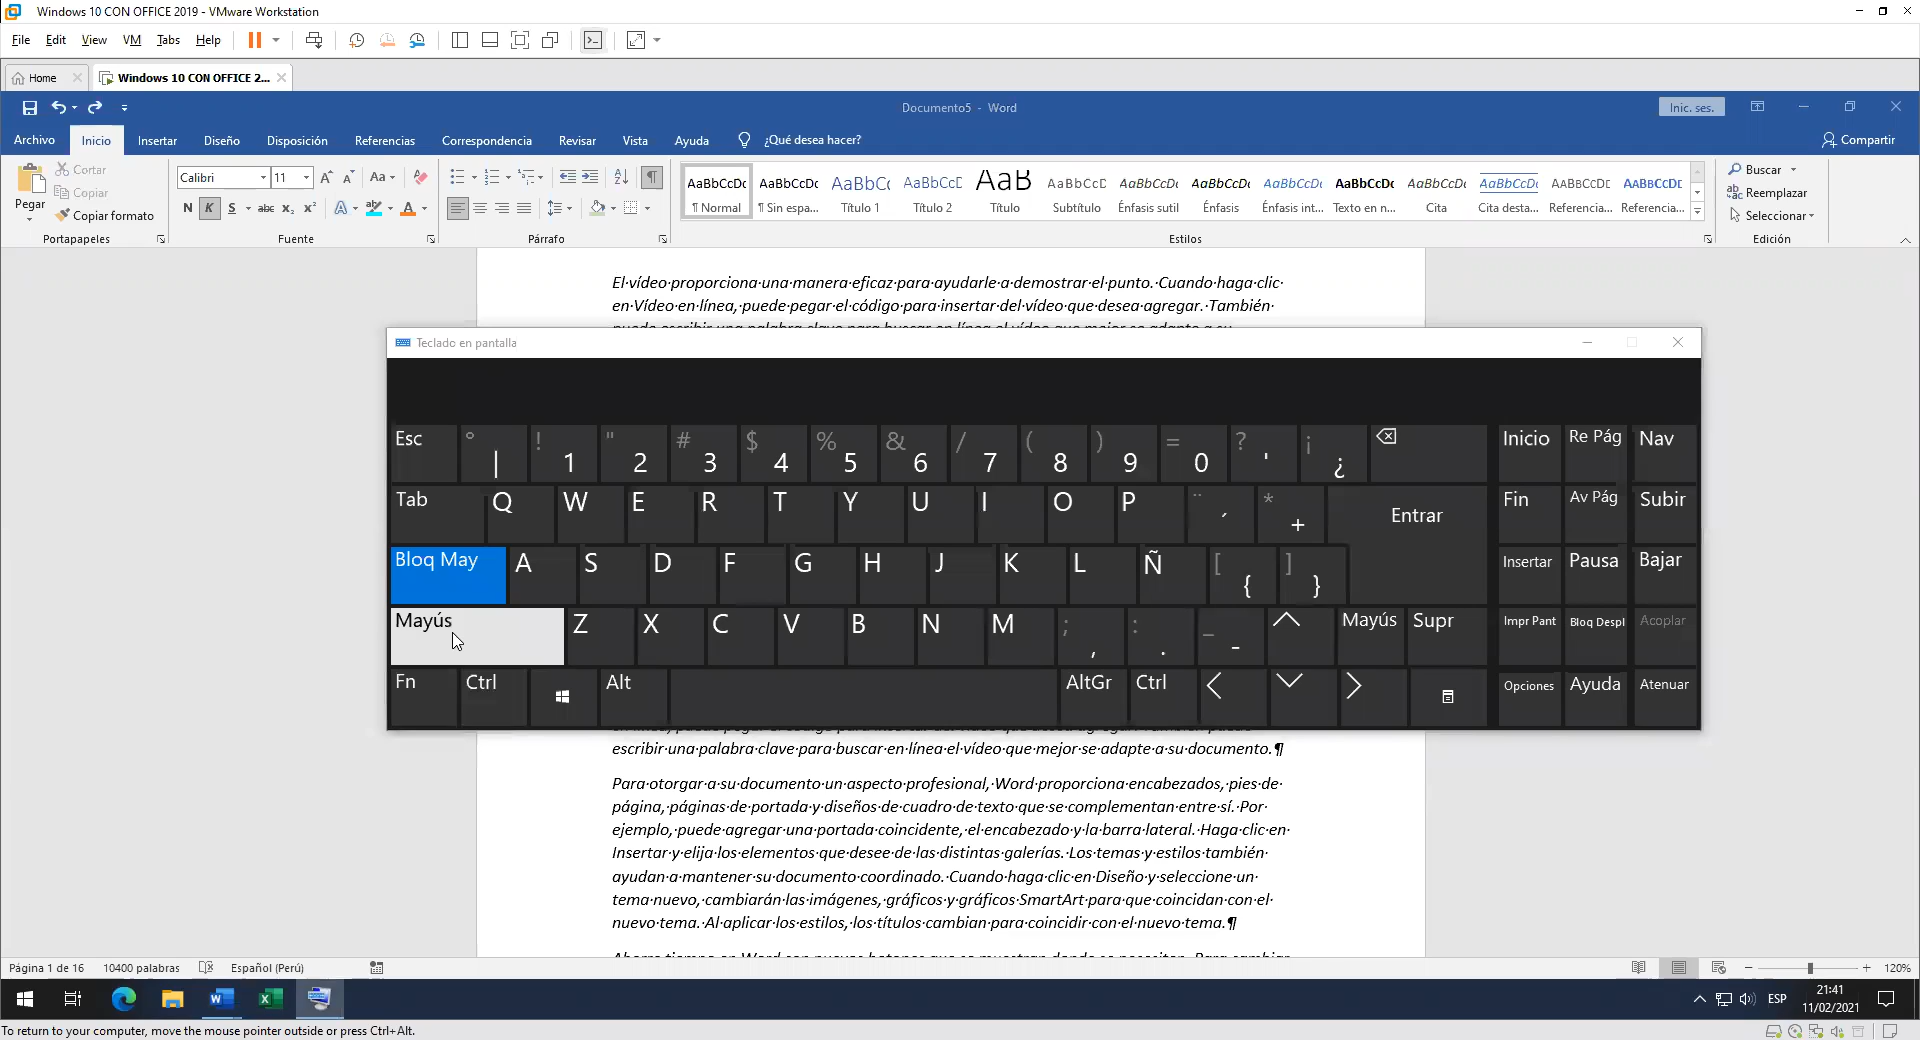 Windows 10 CON OFFICE 2019 - VMware Workstation
File Edit View VM Tabs Help
Home Windows 10 CON OFFICE 2...
Documento5 - Word Inic. ses.
Archivo Inicio Insertar Diseño Disposición Referencias Correspondencia Revisar Vista Ayuda ¿Qué desea hacer? Compartir
Pegar
Cortar
Copiar
Copiar formato
Portapapeles
Calibri 11
N K S abc x₂ x²
Fuente
Párrafo
AaBbCcDc AaBbCcDc AaBbCc AaBbCcD AaB AaBbCcD AaBbCcDc AaBbCcDc AaBbCcDc AaBbCcDc AaBbCcDc AaBbCcDc AABBCCDD AABBCCDD
¶ Normal ¶ Sin espa... Título 1 Título 2 Título Subtítulo Énfasis sutil Énfasis Énfasis int... Texto en n... Cita Cita desta... Referencia... Referencia...
Estilos
Buscar
Reemplazar
Seleccionar
Edición
El·vídeo·proporciona·una·manera·eficaz·para·ayudarle·a·demostrar·el·punto.·Cuando·haga·clic·
en·Vídeo·en·línea,·puede·pegar·el·código·para·insertar·del·vídeo·que·desea·agregar.·También·
Teclado en pantalla
Esc ° | ! 1 " 2 # 3 $ 4 % 5 & 6 / 7 ( 8 ) 9 = 0 ? ' ¡ ¿ Inicio Re Pág Nav
Tab Q W E R T Y U I O P ¨ ´ * + Entrar Fin Av Pág Subir
Bloq May A S D F G H J K L Ñ [ { ] } Insertar Pausa Bajar
Mayús Z X C V B N M ; , : . _ - Mayús Supr Impr Pant Bloq Despl Acoplar
Fn Ctrl Alt AltGr Ctrl Opciones Ayuda Atenuar
escribir·una·palabra·clave·para·buscar·en·línea·el·vídeo·que·mejor·se·adapte·a·su·documento.¶
Para·otorgar·a·su·documento·un·aspecto·profesional,·Word·proporciona·encabezados,·pies·de·
página,·páginas·de·portada·y·diseños·de·cuadro·de·texto·que·se·complementan·entre·sí.·Por·
ejemplo,·puede·agregar·una·portada·coincidente,·el·encabezado·y·la·barra·lateral.·Haga·clic·en·
Insertar·y·elija·los·elementos·que·desee·de·las·distintas·galerías.·Los·temas·y·estilos·también·
ayudan·a·mantener·su·documento·coordinado.·Cuando·haga·clic·en·Diseño·y·seleccione·un·
tema·nuevo,·cambiarán·las·imágenes,·gráficos·y·gráficos·SmartArt·para·que·coincidan·con·el·
nuevo·tema.·Al·aplicar·los·estilos,·los·títulos·cambian·para·coincidir·con·el·nuevo·tema.¶
Página 1 de 16 10400 palabras Español (Perú) 120%
ESP 21:41
11/02/2021
To return to your computer, move the mouse pointer outside or press Ctrl+Alt.